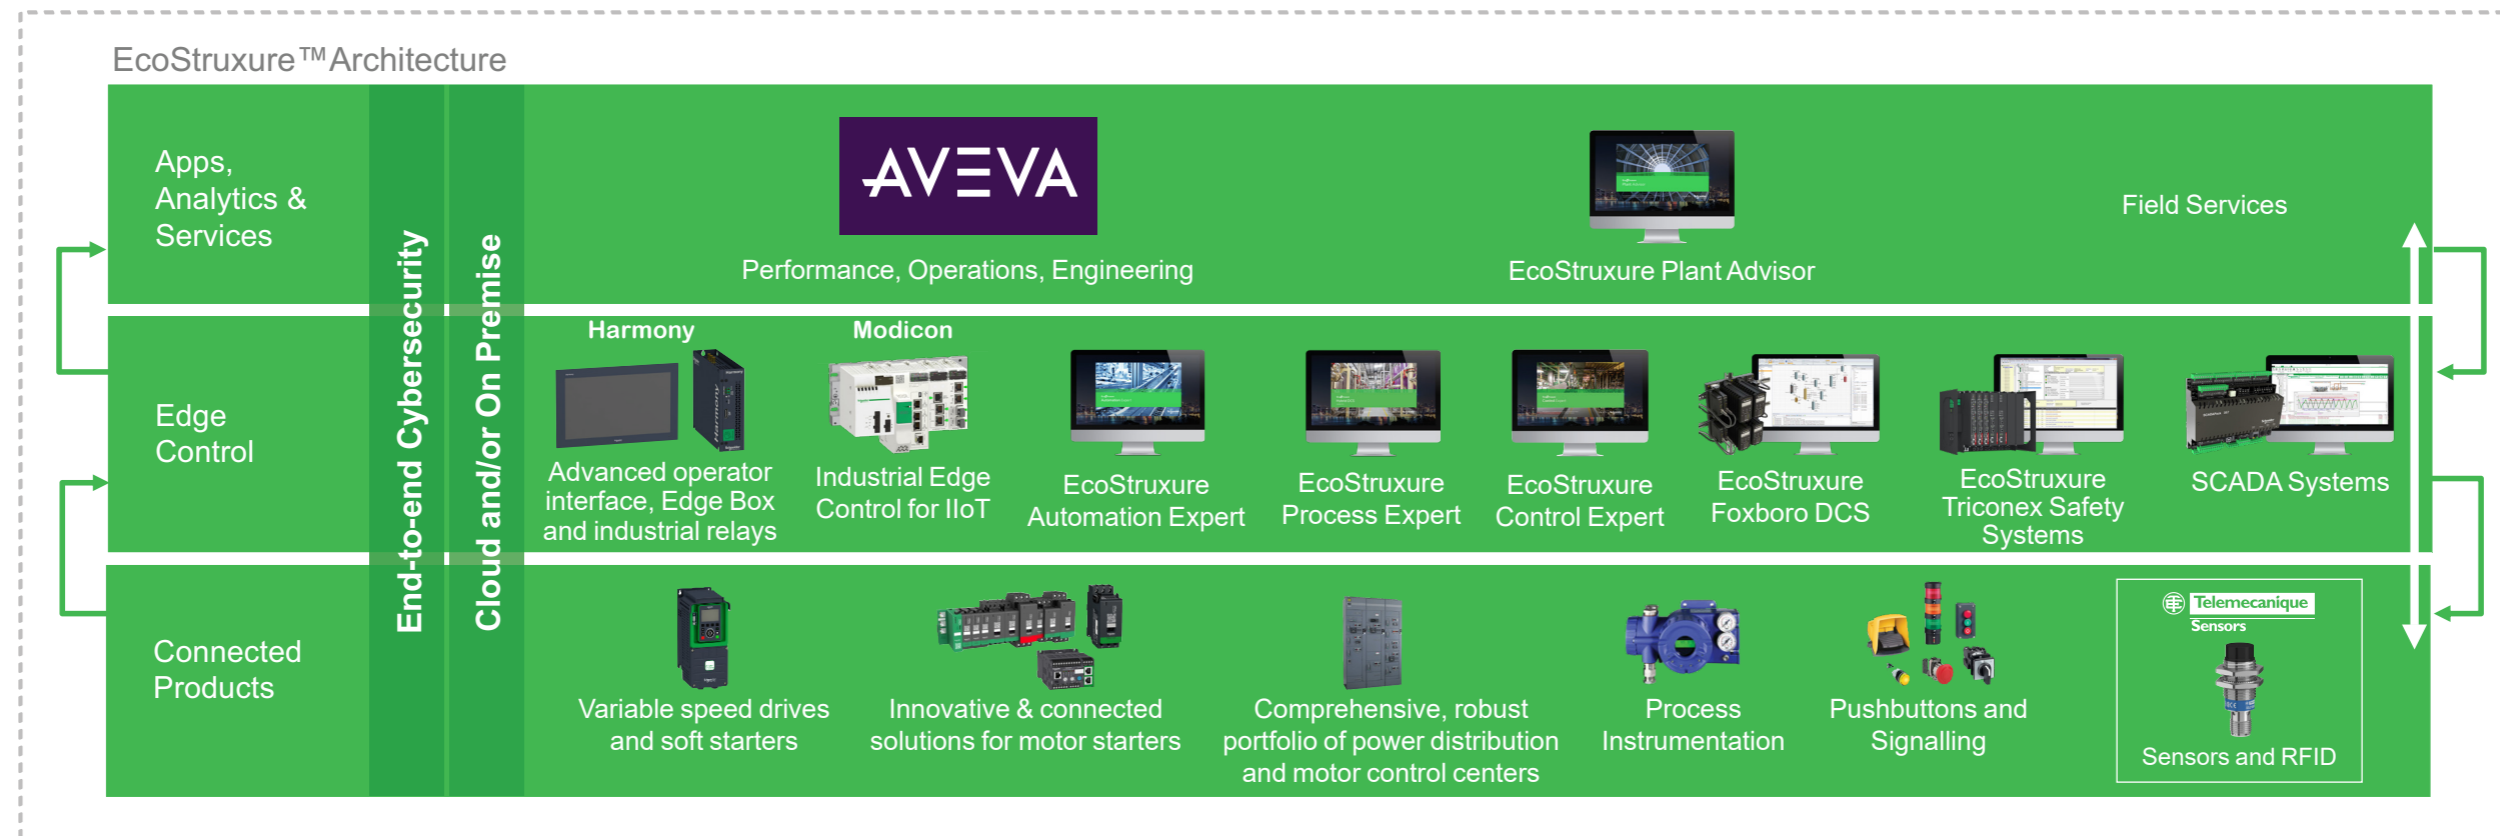 EcoStruxure™ Architecture
Apps,
Analytics &
Services
End-to-end Cybersecurity
Cloud and/or On Premise
AVEVA
Performance, Operations, Engineering
EcoStruxure Plant Advisor
Field Services
Edge
Control
Harmony
Advanced operator
interface, Edge Box
and industrial relays
Modicon
Industrial Edge
Control for IIoT
EcoStruxure
Automation Expert
EcoStruxure
Process Expert
EcoStruxure
Control Expert
EcoStruxure
Foxboro DCS
EcoStruxure
Triconex Safety
Systems
SCADA Systems
Connected
Products
Variable speed drives
and soft starters
Innovative & connected
solutions for motor starters
Comprehensive, robust
portfolio of power distribution
and motor control centers
Process
Instrumentation
Pushbuttons and
Signalling
Telemecanique
Sensors
Sensors and RFID